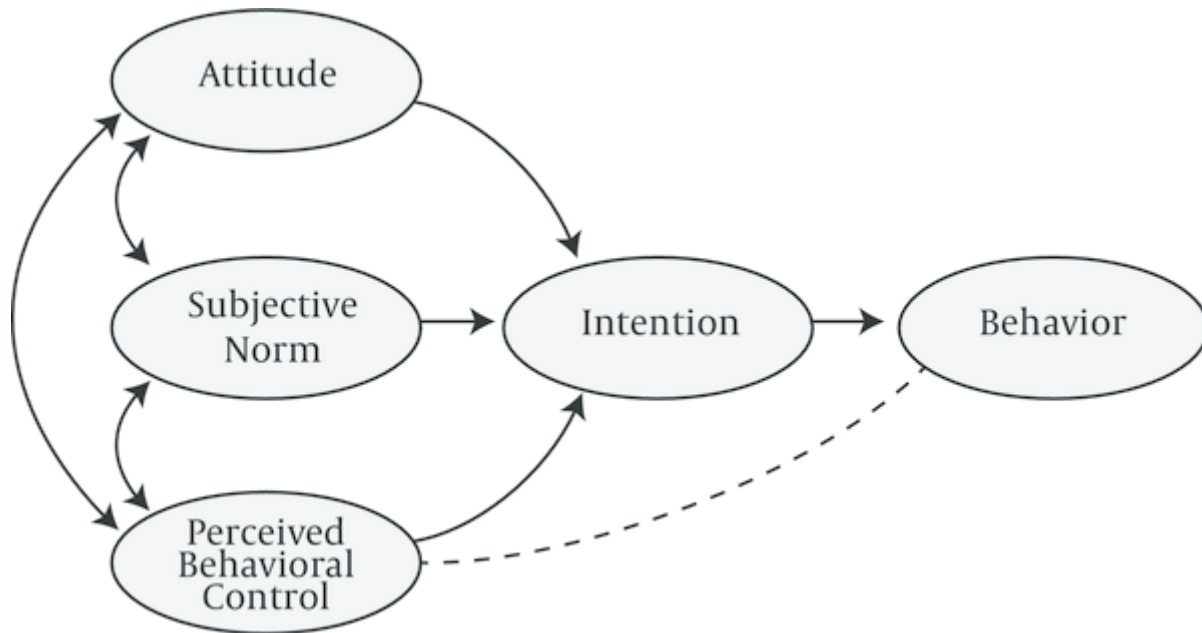 Attitude
Subjective
Norm
Intention
Behavior
Perceived
Behavioral
Control